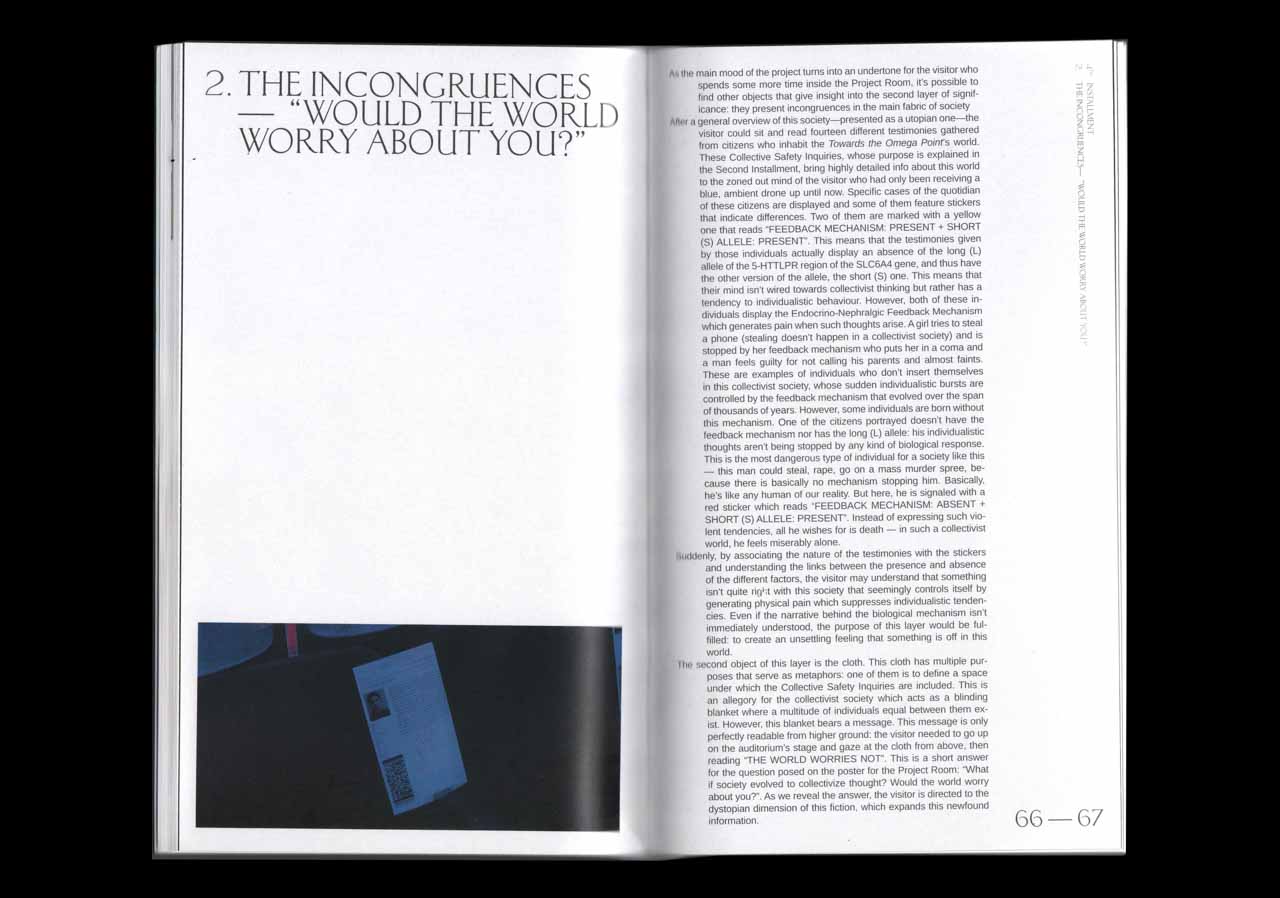 2. THE INCONGRUENCES
— “WOULD THE WORLD
WORRY ABOUT YOU?”
As the main mood of the project turns into an undertone for the visitor who
spends some more time inside the Project Room, it’s possible to
find other objects that give insight into the second layer of signif-
icance: they present incongruences in the main fabric of society
After a general overview of this society—presented as a utopian one—the
visitor could sit and read fourteen different testimonies gathered
from citizens who inhabit the Towards the Omega Point’s world.
These Collective Safety Inquiries, whose purpose is explained in
the Second Installment, bring highly detailed info about this world
to the zoned out mind of the visitor who had only been receiving a
blue, ambient drone up until now. Specific cases of the quotidian
of these citizens are displayed and some of them feature stickers
that indicate differences. Two of them are marked with a yellow
one that reads “FEEDBACK MECHANISM: PRESENT + SHORT
(S) ALLELE: PRESENT”. This means that the testimonies given
by those individuals actually display an absence of the long (L)
allele of the 5-HTTLPR region of the SLC6A4 gene, and thus have
the other version of the allele, the short (S) one. This means that
their mind isn’t wired towards collectivist thinking but rather has a
tendency to individualistic behaviour. However, both of these in-
dividuals display the Endocrino-Nephralgic Feedback Mechanism
which generates pain when such thoughts arise. A girl tries to steal
a phone (stealing doesn’t happen in a collectivist society) and is
stopped by her feedback mechanism who puts her in a coma and
a man feels guilty for not calling his parents and almost faints.
These are examples of individuals who don’t insert themselves
in this collectivist society, whose sudden individualistic bursts are
controlled by the feedback mechanism that evolved over the span
of thousands of years. However, some individuals are born without
this mechanism. One of the citizens portrayed doesn’t have the
feedback mechanism nor has the long (L) allele: his individualistic
thoughts aren’t being stopped by any kind of biological response.
This is the most dangerous type of individual for a society like this
— this man could steal, rape, go on a mass murder spree, be-
cause there is basically no mechanism stopping him. Basically,
he’s like any human of our reality. But here, he is signaled with a
red sticker which reads “FEEDBACK MECHANISM: ABSENT +
SHORT (S) ALLELE: PRESENT”. Instead of expressing such vio-
lent tendencies, all he wishes for is death — in such a collectivist
world, he feels miserably alone.
Suddenly, by associating the nature of the testimonies with the stickers
and understanding the links between the presence and absence
of the different factors, the visitor may understand that something
isn’t quite right with this society that seemingly controls itself by
generating physical pain which suppresses individualistic tenden-
cies. Even if the narrative behind the biological mechanism isn’t
immediately understood, the purpose of this layer would be ful-
filled: to create an unsettling feeling that something is off in this
world.
The second object of this layer is the cloth. This cloth has multiple pur-
poses that serve as metaphors: one of them is to define a space
under which the Collective Safety Inquiries are included. This is
an allegory for the collectivist society which acts as a blinding
blanket where a multitude of individuals equal between them ex-
ist. However, this blanket bears a message. This message is only
perfectly readable from higher ground: the visitor needed to go up
on the auditorium’s stage and gaze at the cloth from above, then
reading “THE WORLD WORRIES NOT”. This is a short answer
for the question posed on the poster for the Project Room: “What
if society evolved to collectivize thought? Would the world worry
about you?”. As we reveal the answer, the visitor is directed to the
dystopian dimension of this fiction, which expands this newfound
information.
INSTALLMENT
2. THE INCONGRUENCES— “WOULD THE WORLD WORRY ABOUT YOU?”
66 — 67